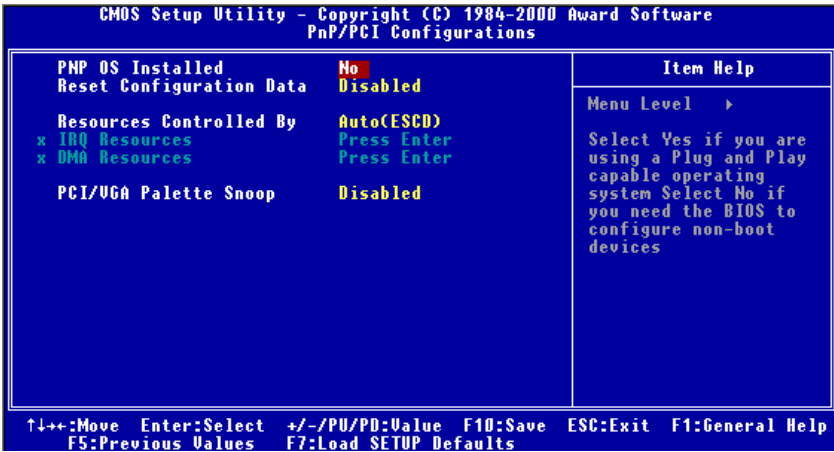 CMOS Setup Utility - Copyright (C) 1984-2000 Award Software
PnP/PCI Configurations
PNP OS Installed No
Reset Configuration Data Disabled
Resources Controlled By Auto(ESCD)
x IRQ Resources Press Enter
x DMA Resources Press Enter
PCI/VGA Palette Snoop Disabled
Item Help
Menu Level ▸
Select Yes if you are
using a Plug and Play
capable operating
system Select No if
you need the BIOS to
configure non-boot
devices
↑↓→←:Move Enter:Select +/-/PU/PD:Value F10:Save ESC:Exit F1:General Help
F5:Previous Values F7:Load SETUP Defaults